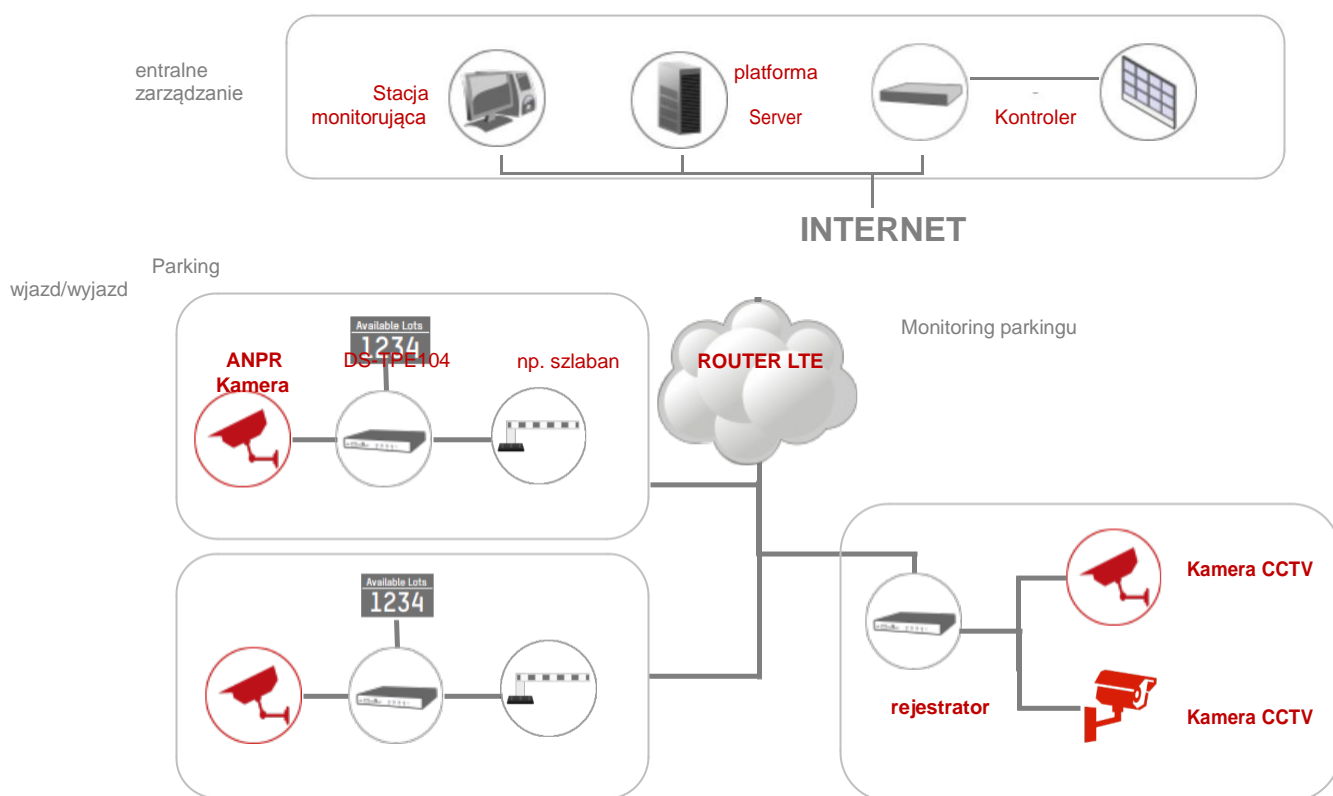 entralne
zarządzanie
Stacja
monitorująca
platforma
Server
-
Kontroler
INTERNET
Parking
wjazd/wyjazd
Monitoring parkingu
Available Lots
1234
ANPR
Kamera
DS-TPE104
np. szlaban
ROUTER LTE
Available Lots
1234
rejestrator
Kamera CCTV
Kamera CCTV